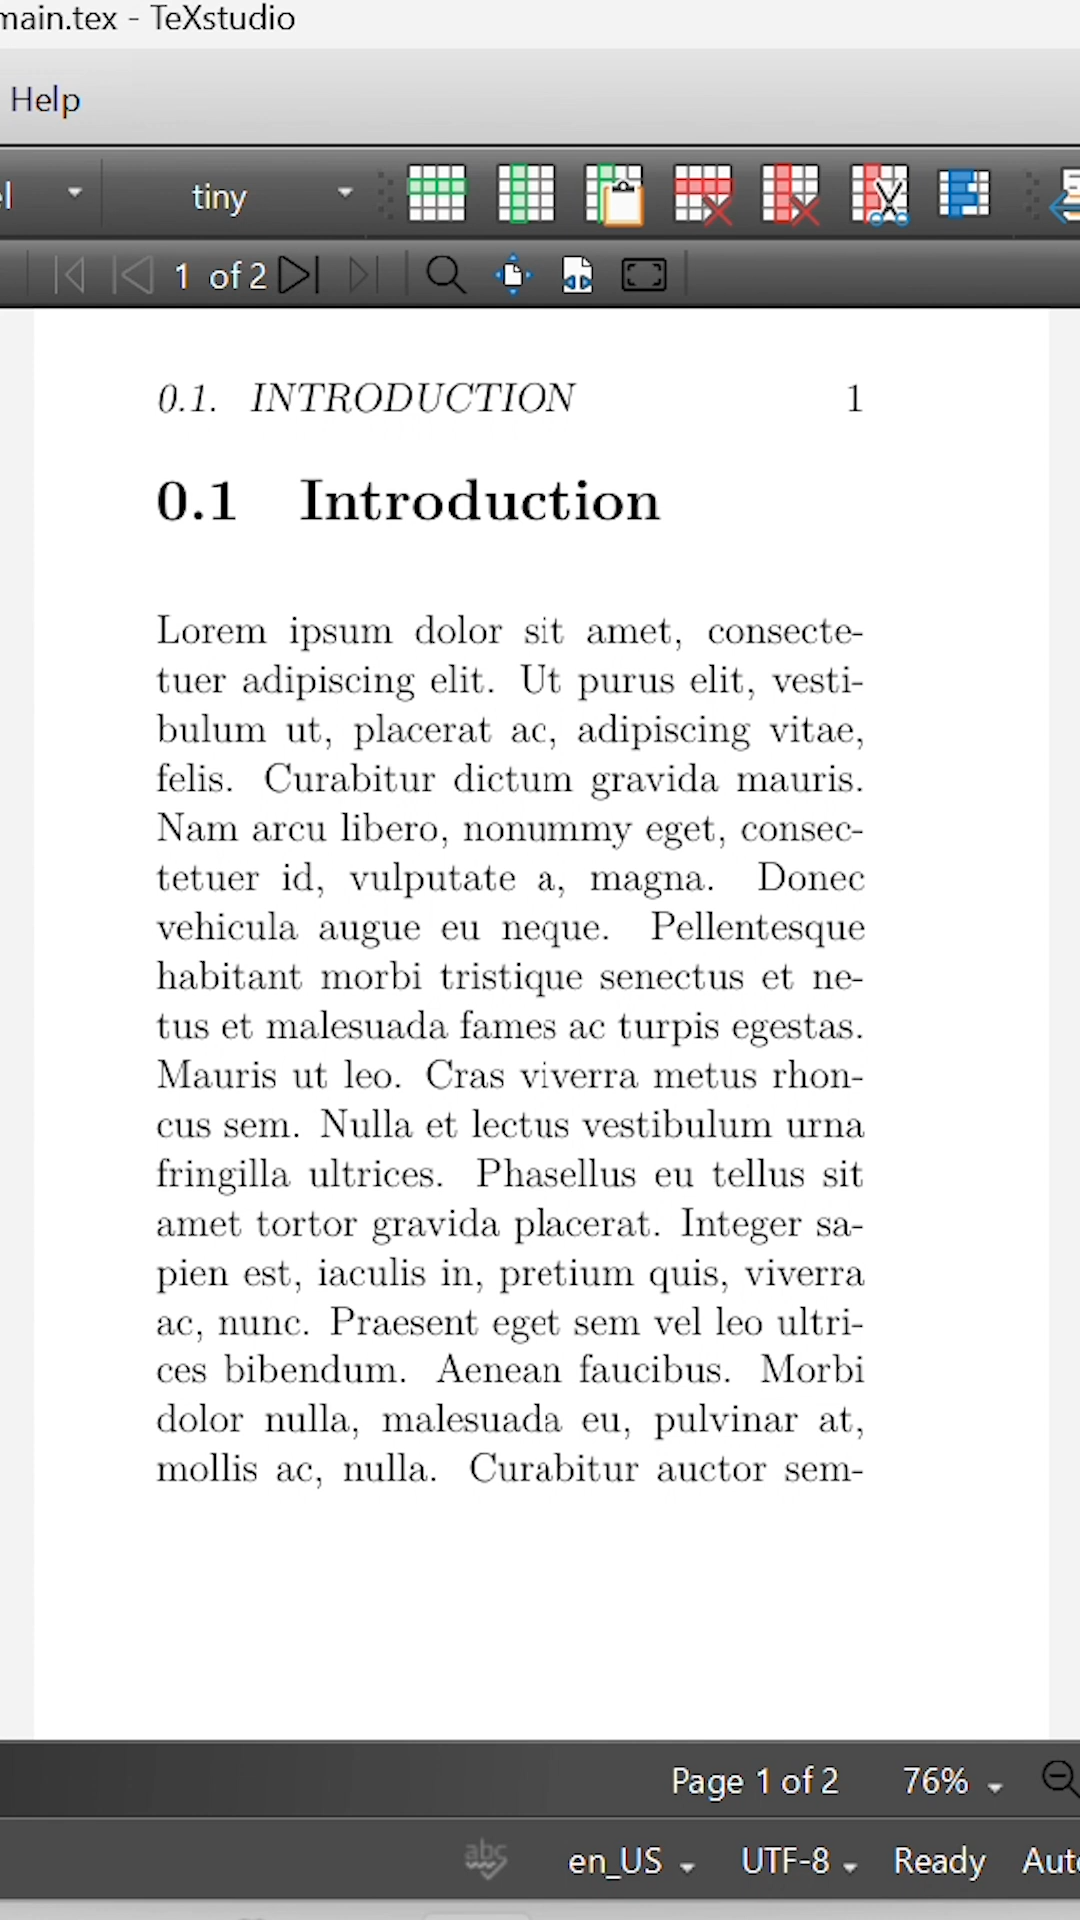 main.tex - TeXstudio
Help
tiny
1 of 2
0.1. INTRODUCTION 1
0.1 Introduction
Lorem ipsum dolor sit amet, consecte-
tuer adipiscing elit. Ut purus elit, vesti-
bulum ut, placerat ac, adipiscing vitae,
felis. Curabitur dictum gravida mauris.
Nam arcu libero, nonummy eget, consec-
tetuer id, vulputate a, magna. Donec
vehicula augue eu neque. Pellentesque
habitant morbi tristique senectus et ne-
tus et malesuada fames ac turpis egestas.
Mauris ut leo. Cras viverra metus rhon-
cus sem. Nulla et lectus vestibulum urna
fringilla ultrices. Phasellus eu tellus sit
amet tortor gravida placerat. Integer sa-
pien est, iaculis in, pretium quis, viverra
ac, nunc. Praesent eget sem vel leo ultri-
ces bibendum. Aenean faucibus. Morbi
dolor nulla, malesuada eu, pulvinar at,
mollis ac, nulla. Curabitur auctor sem-
Page 1 of 2 76%
abc en_US UTF-8 Ready